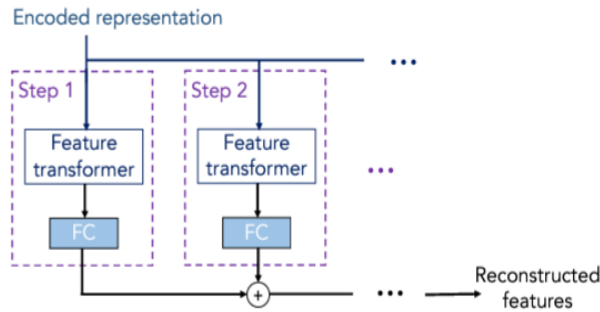 Encoded representation
...
Step 1
Step 2
Feature
transformer
Feature
transformer
...
FC
FC
+
...
Reconstructed
features